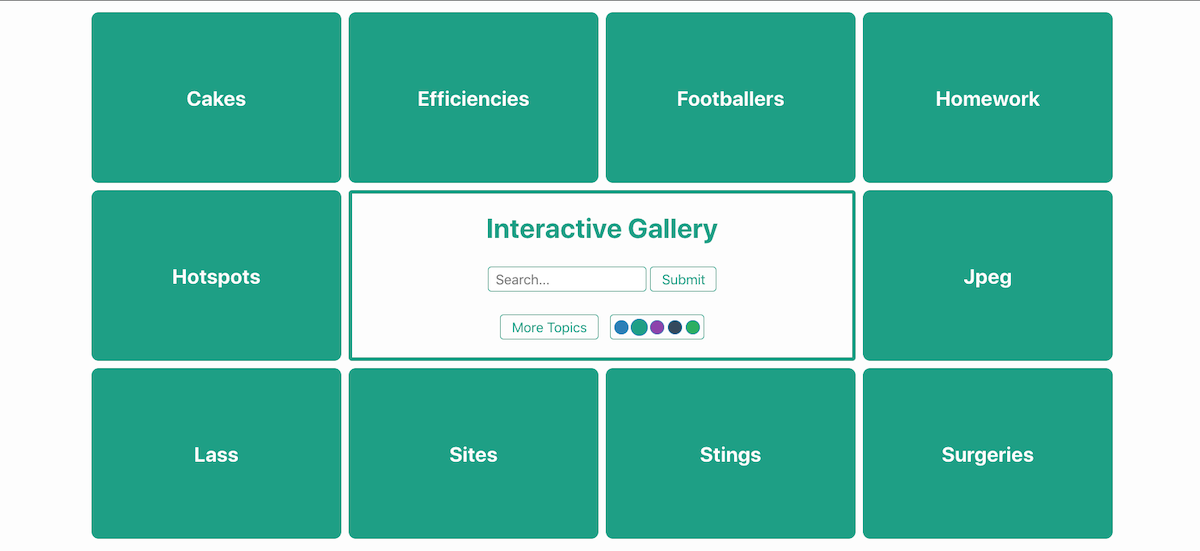 Cakes
Efficiencies
Footballers
Homework
Hotspots
Interactive Gallery
Search...
Submit
More Topics
Jpeg
Lass
Sites
Stings
Surgeries